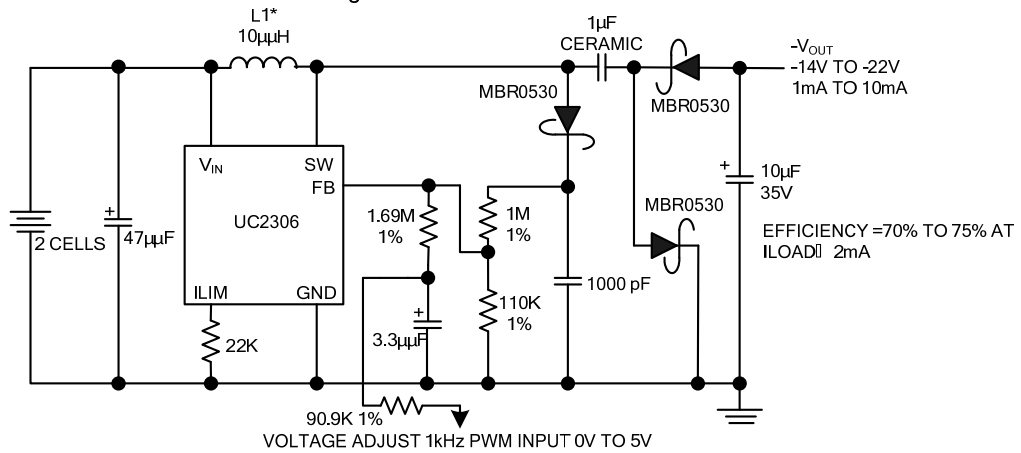 L1*
10µµH
1µF
CERAMIC
-VOUT
-14V TO -22V
1mA TO 10mA
MBR0530
MBR0530
VIN
SW
FB
UC2306
1.69M
1%
1M
1%
MBR0530
+
10µF
35V
2 CELLS
+
47µµF
EFFICIENCY =70% TO 75% AT
ILOAD▯ 2mA
ILIM
GND
1000 pF
110K
1%
+
3.3µµF
22K
90.9K 1%
VOLTAGE ADJUST 1kHz PWM INPUT 0V TO 5V